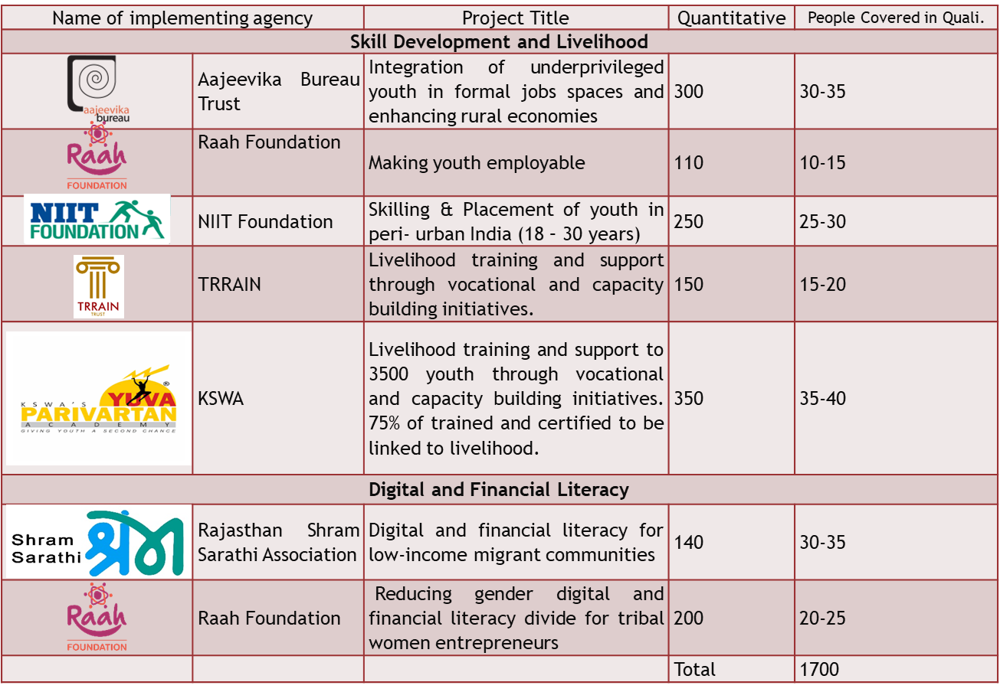 Name of implementing agency Project Title Quantitative People Covered in Quali.
Skill Development and Livelihood
aajeevika
bureau
Aajeevika Bureau
Trust
Integration of underprivileged
youth in formal jobs spaces and
enhancing rural economies
300
30-35
Raah
FOUNDATION
Raah Foundation
Making youth employable
110
10-15
NIIT
FOUNDATION
NIIT Foundation
Skilling & Placement of youth in
peri- urban India (18 – 30 years)
250
25-30
TRRAIN
TRUST
TRRAIN
Livelihood training and support
through vocational and capacity
building initiatives.
150
15-20
KSWA'S YUVA®
PARIVARTAN
ACADEMY
GIVING YOUTH A SECOND CHANCE
KSWA
Livelihood training and support to
3500 youth through vocational
and capacity building initiatives.
75% of trained and certified to be
linked to livelihood.
350
35-40
Digital and Financial Literacy
Shram
Sarathi
श्रम
Rajasthan Shram
Sarathi Association
Digital and financial literacy for
low-income migrant communities
140
30-35
Raah
FOUNDATION
Raah Foundation
Reducing gender digital and
financial literacy divide for tribal
women entrepreneurs
200
20-25
Total 1700